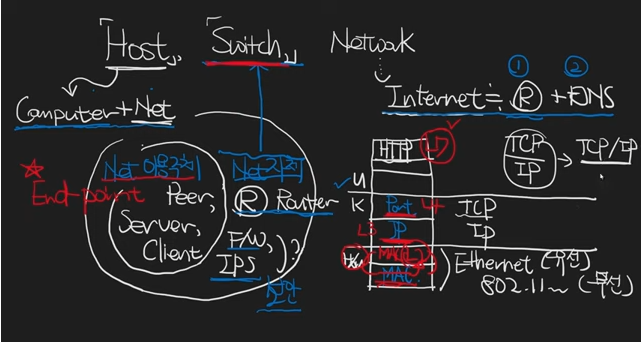 「Host」
「Switch」
Network
Computer + Net
Internet ≒ Ⓡ + DNS
① ②
Net 이용주체
Net 자체
End-point
Peer,
Server,
Client
Ⓡ Router
F/W,
IPS
) ?
보안
HTTP L7
U
K
Port L4
L3 IP
H/W
MAC
TCP
IP
TCP
IP
→ TCP/IP
Ethernet (유선)
802.11~ (무선)